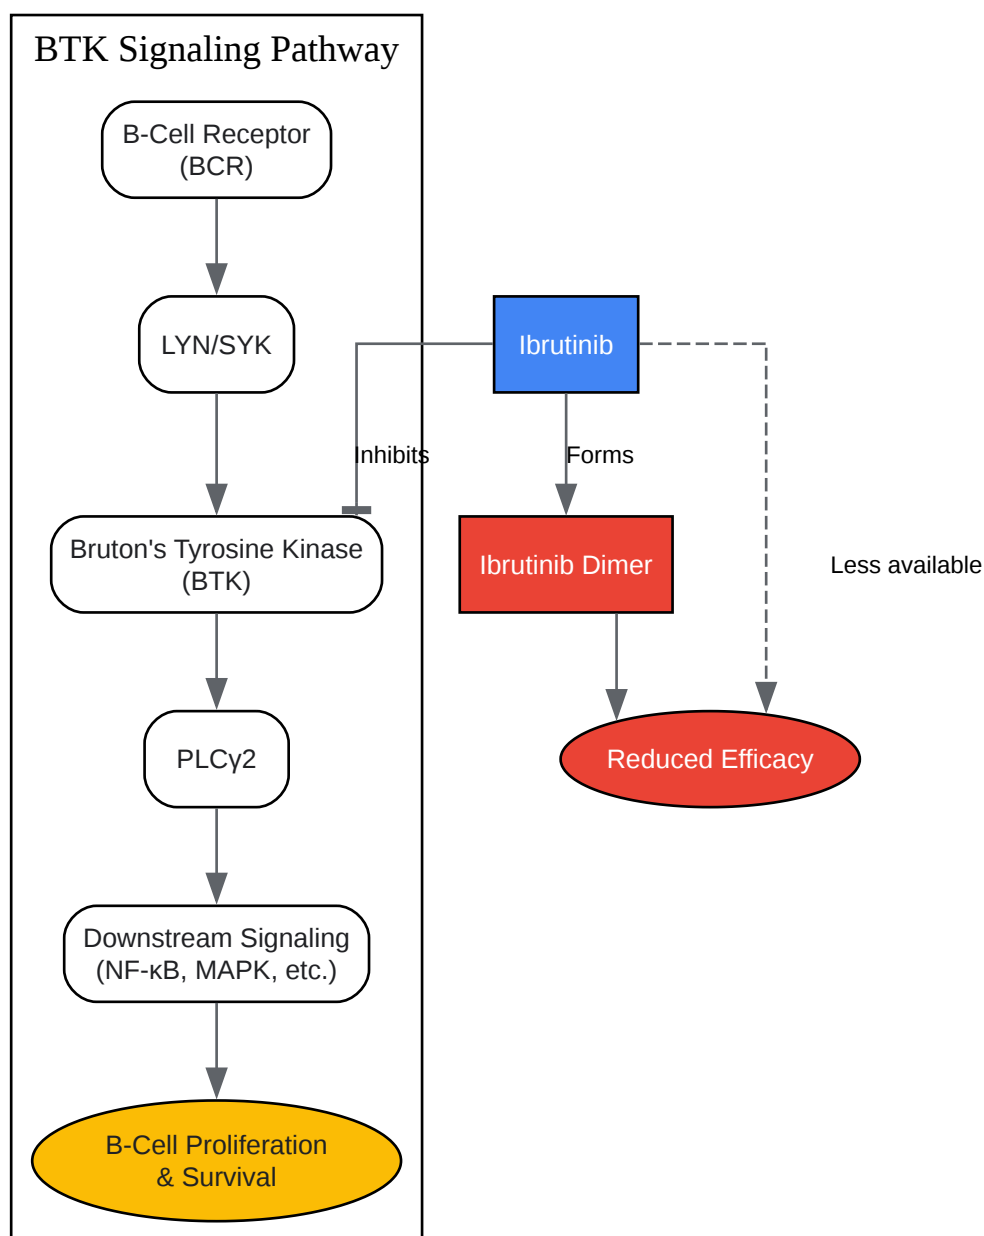 BTK Signaling Pathway
B-Cell Receptor
(BCR)
LYN/SYK
Ibrutinib
Inhibits
Forms
Bruton's Tyrosine Kinase
(BTK)
Ibrutinib Dimer
Less available
PLCγ2
Reduced Efficacy
Downstream Signaling
(NF-κB, MAPK, etc.)
B-Cell Proliferation
& Survival